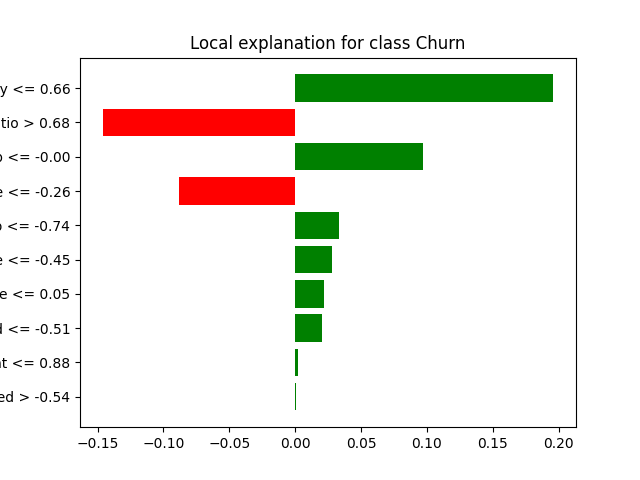 Local explanation for class Churn
y <= 0.66
tio > 0.68
<= -0.00
e <= -0.26
<= -0.74
e <= -0.45
e <= 0.05
d <= -0.51
nt <= 0.88
ed > -0.54
−0.15 −0.10 −0.05 0.00 0.05 0.10 0.15 0.20